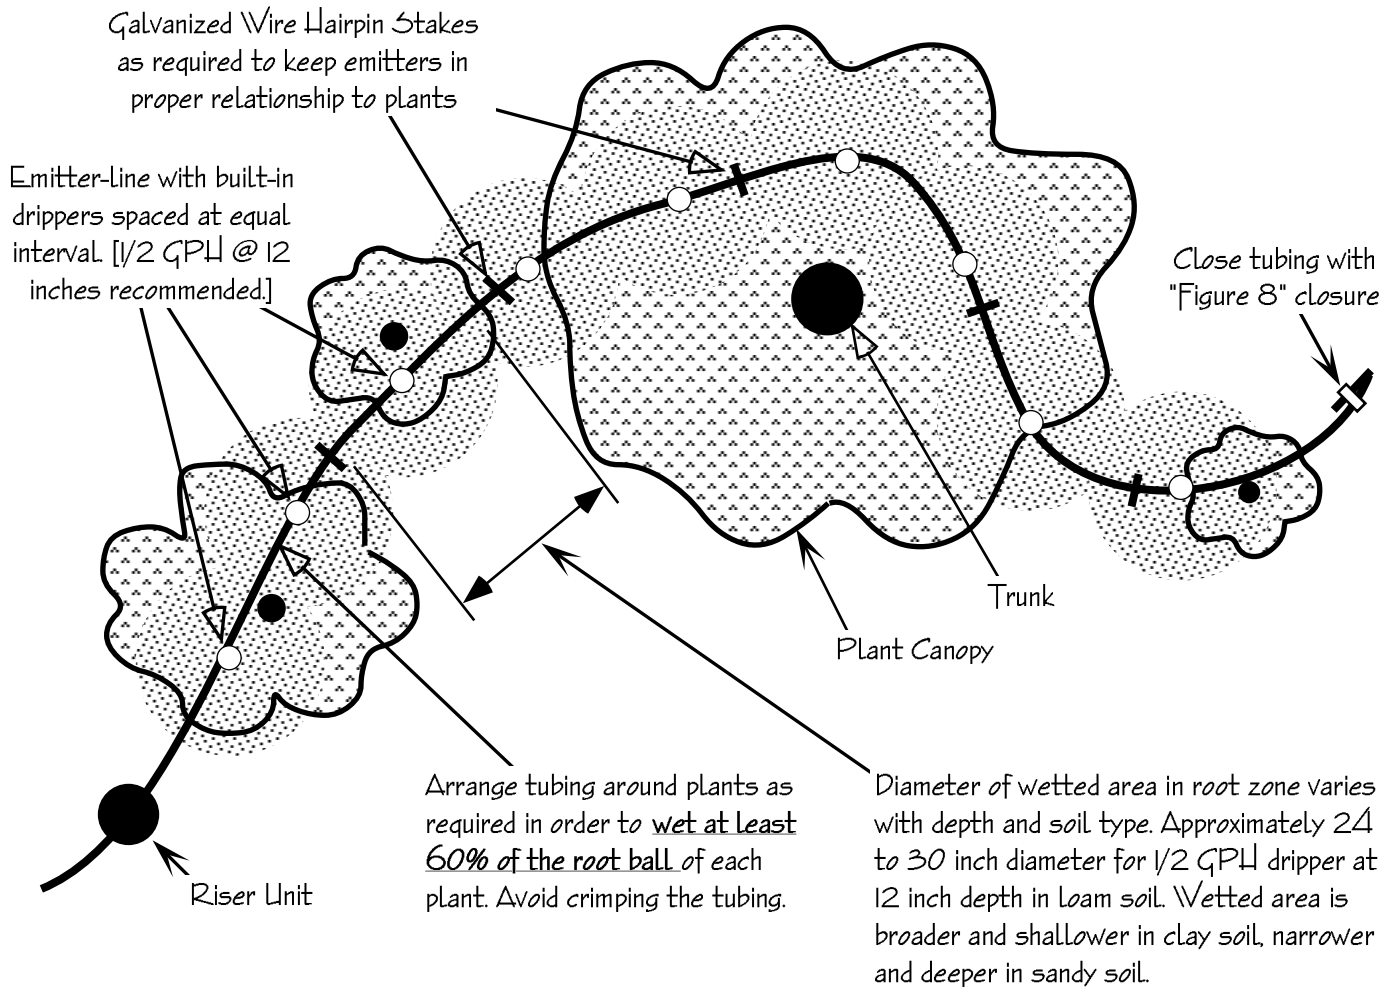 Galvanized Wire Hairpin Stakes
as required to keep emitters in
proper relationship to plants
Emitter-line with built-in
drippers spaced at equal
interval. [1/2 GPH @ 12
inches recommended.]
Close tubing with
"Figure 8" closure
Trunk
Plant Canopy
Arrange tubing around plants as
required in order to wet at least
60% of the root ball of each
plant. Avoid crimping the tubing.
Diameter of wetted area in root zone varies
with depth and soil type. Approximately 24
to 30 inch diameter for 1/2 GPH dripper at
12 inch depth in loam soil. Wetted area is
broader and shallower in clay soil, narrower
and deeper in sandy soil.
Riser Unit